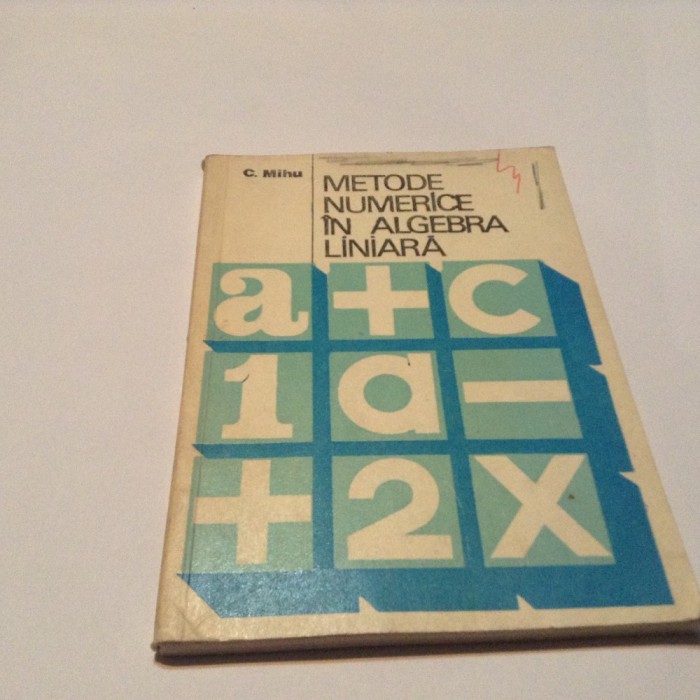 C. Mihu
METODE
NUMERICE
ÎN ALGEBRA
LINIARĂ
a+c
1a-
+2X